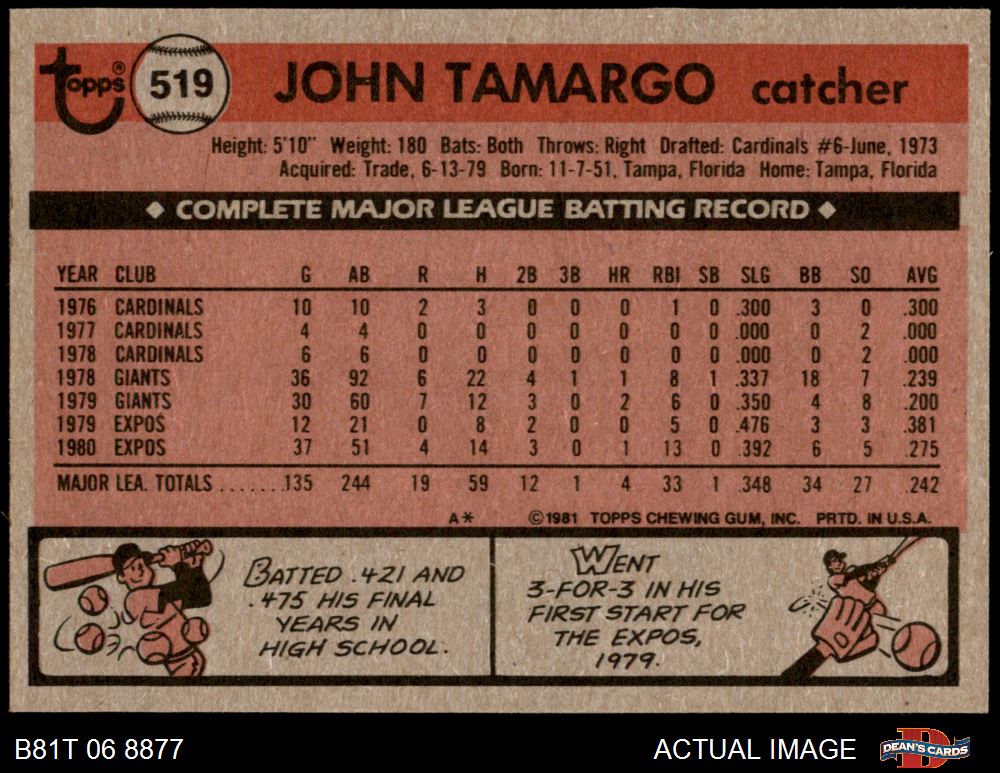 topps® 519 JOHN TAMARGO catcher
Height: 5'10" Weight: 180 Bats: Both Throws: Right Drafted: Cardinals #6-June, 1973
Acquired: Trade, 6-13-79 Born: 11-7-51, Tampa, Florida Home: Tampa, Florida
◆ COMPLETE MAJOR LEAGUE BATTING RECORD ◆
YEAR CLUB G AB R H 2B 3B HR RBI SB SLG BB SO AVG
1976 CARDINALS 10 10 2 3 0 0 0 1 0 .300 3 0 .300
1977 CARDINALS 4 4 0 0 0 0 0 0 0 .000 0 2 .000
1978 CARDINALS 6 6 0 0 0 0 0 0 0 .000 0 2 .000
1978 GIANTS 36 92 6 22 4 1 1 8 1 .337 18 7 .239
1979 GIANTS 30 60 7 12 3 0 2 6 0 .350 4 8 .200
1979 EXPOS 12 21 0 8 2 0 0 5 0 .476 3 3 .381
1980 EXPOS 37 51 4 14 3 0 1 13 0 .392 6 5 .275
MAJOR LEA. TOTALS .......135 244 19 59 12 1 4 33 1 .348 34 27 .242
A* ©1981 TOPPS CHEWING GUM, INC. PRTD. IN U.S.A.
BATTED .421 AND
.475 HIS FINAL
YEARS IN
HIGH SCHOOL.
WENT
3-FOR-3 IN HIS
FIRST START FOR
THE EXPOS,
1979.
B81T 06 8877 ACTUAL IMAGE DEAN'S CARDS